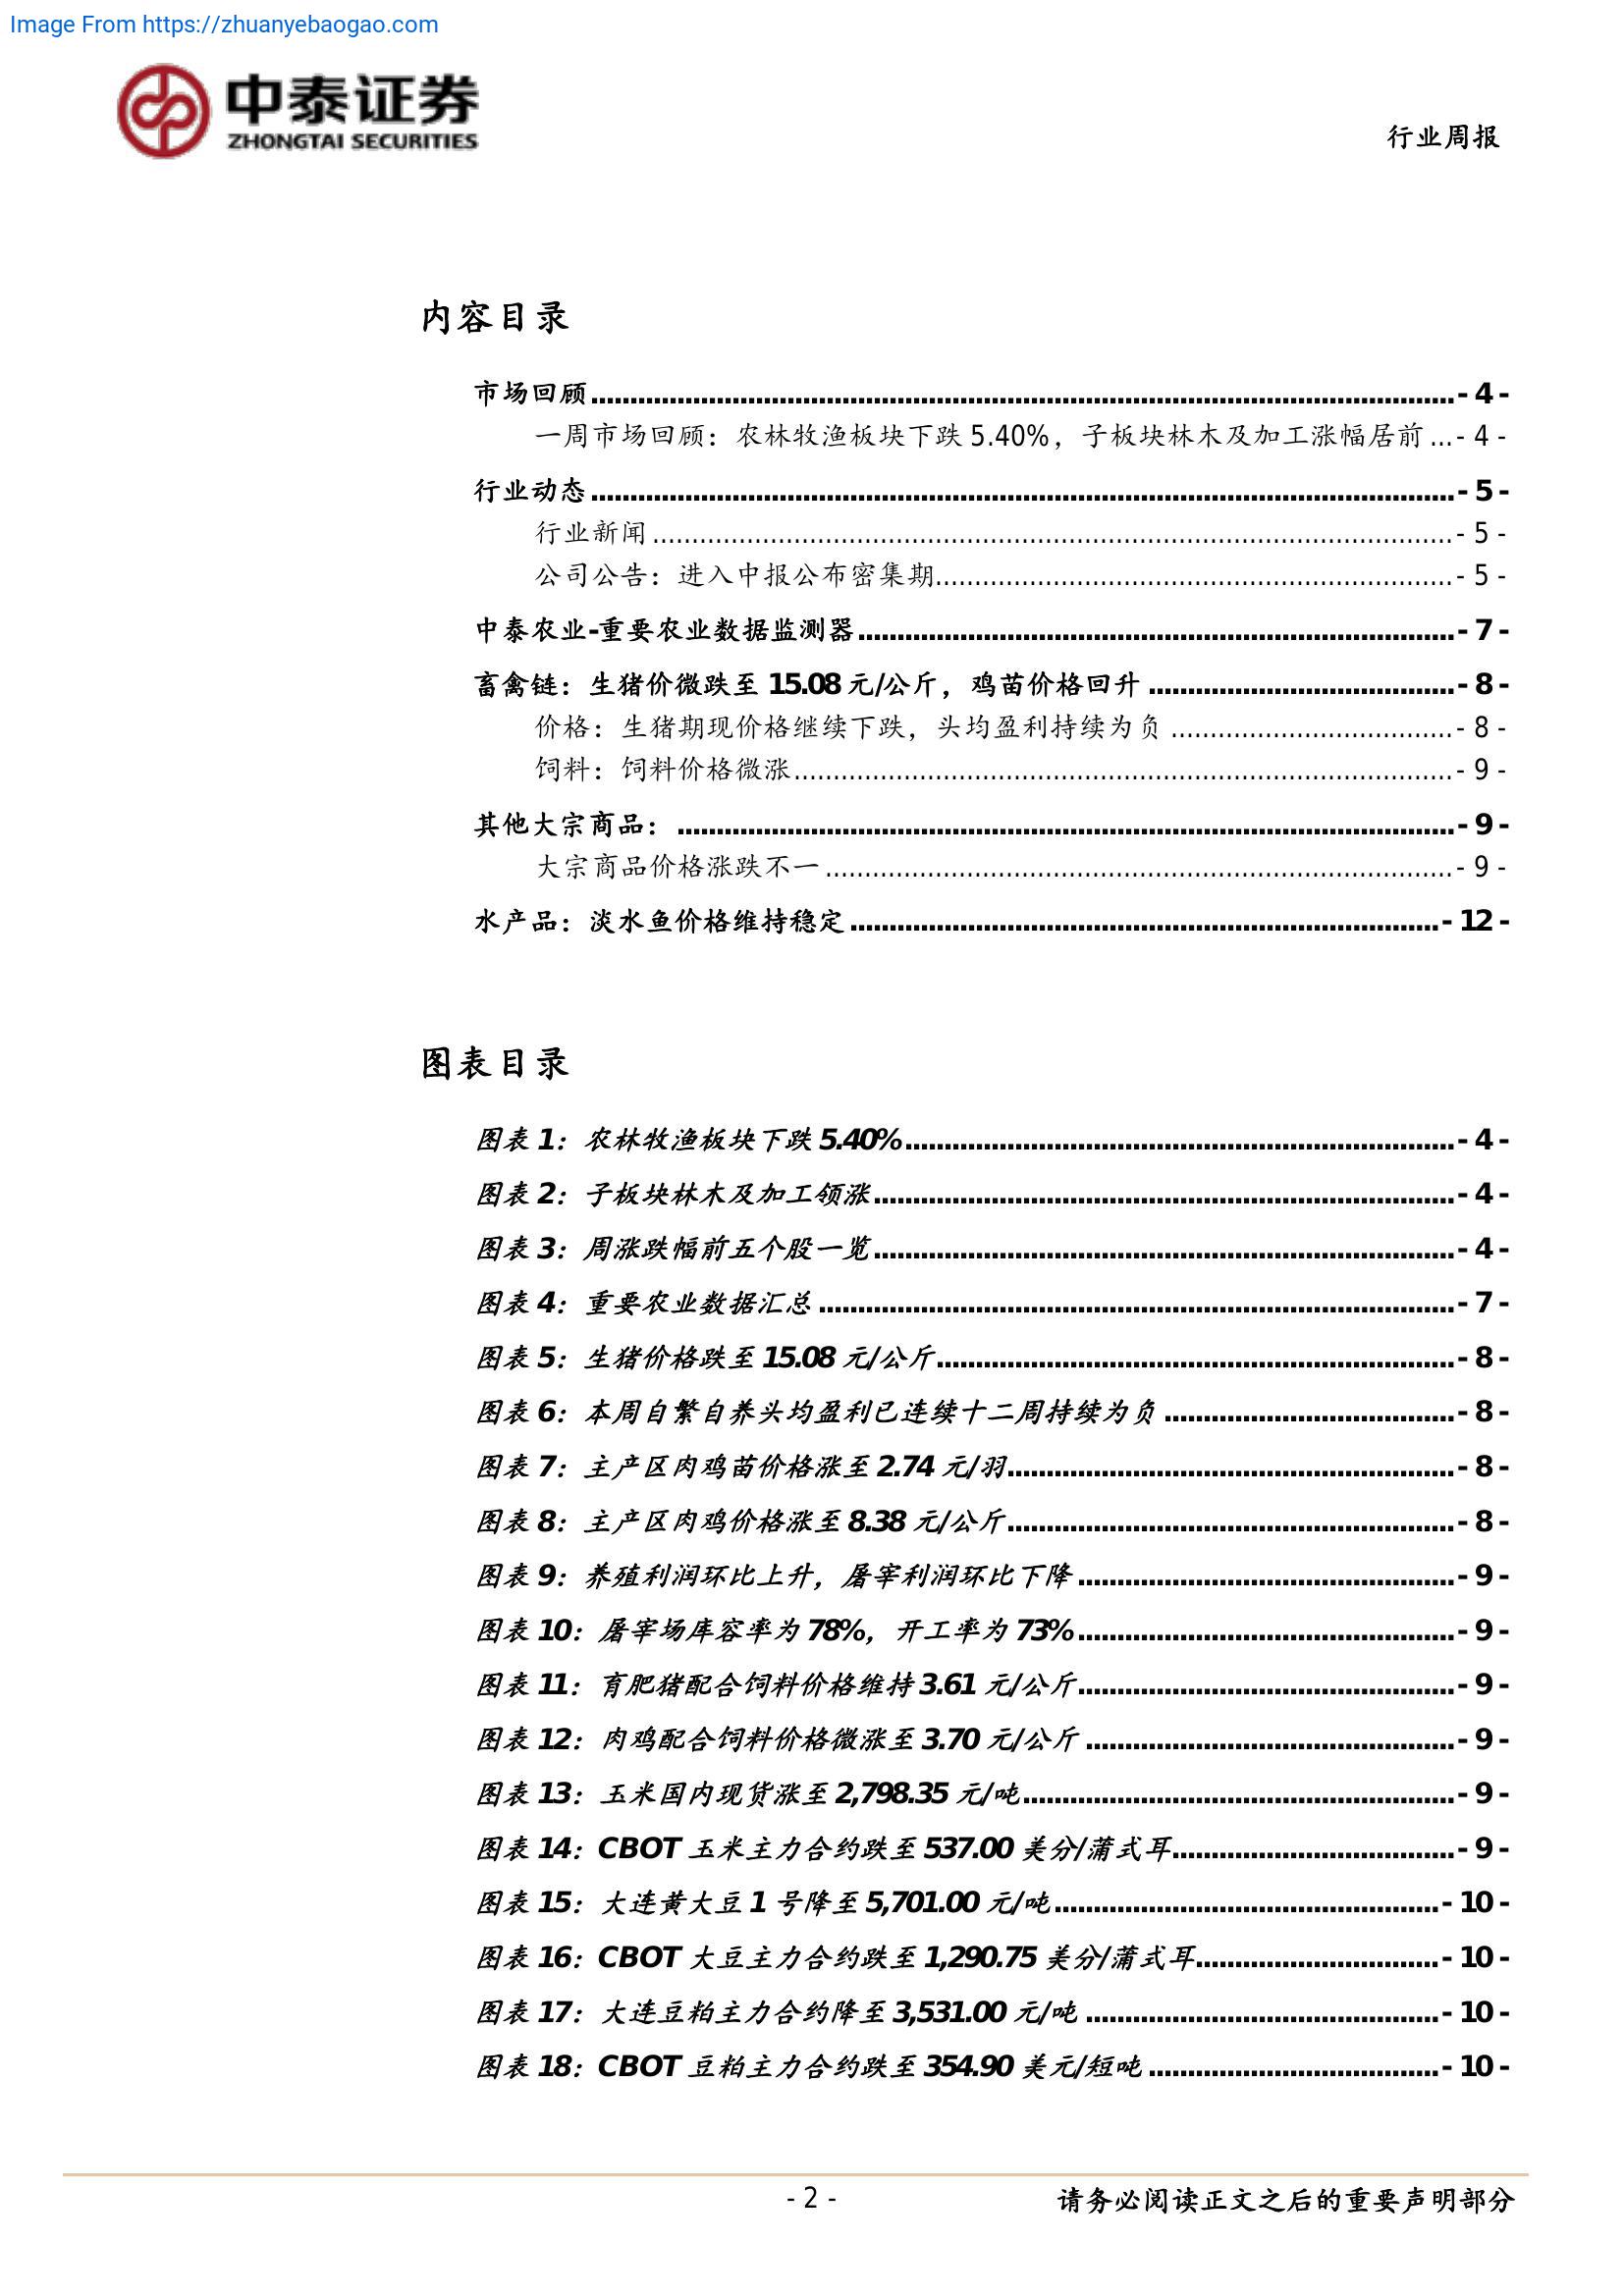 Image From https://zhuanyebaogao.com
中泰证券
ZHONGTAI SECURITIES
行业周报
内容目录
市场回顾....................- 4 -
一周市场回顾：农林牧渔板块下跌 5.40%，子板块林木及加工涨幅居前 ...- 4 -
行业动态....................- 5 -
行业新闻....................- 5 -
公司公告：进入中报公布密集期....................- 5 -
中泰农业-重要农业数据监测器....................- 7 -
畜禽链：生猪价微跌至 15.08 元/公斤，鸡苗价格回升....................- 8 -
价格：生猪期现价格继续下跌，头均盈利持续为负....................- 8 -
饲料：饲料价格微涨....................- 9 -
其他大宗商品：....................- 9 -
大宗商品价格涨跌不一....................- 9 -
水产品：淡水鱼价格维持稳定....................- 12 -
图表目录
图表 1：农林牧渔板块下跌 5.40%....................- 4 -
图表 2：子板块林木及加工领涨....................- 4 -
图表 3：周涨跌幅前五个股一览....................- 4 -
图表 4：重要农业数据汇总....................- 7 -
图表 5：生猪价格跌至 15.08 元/公斤....................- 8 -
图表 6：本周自繁自养头均盈利已连续十二周持续为负....................- 8 -
图表 7：主产区肉鸡苗价格涨至 2.74 元/羽....................- 8 -
图表 8：主产区肉鸡价格涨至 8.38 元/公斤....................- 8 -
图表 9：养殖利润环比上升，屠宰利润环比下降....................- 9 -
图表 10：屠宰场库容率为 78%，开工率为 73%....................- 9 -
图表 11：育肥猪配合饲料价格维持 3.61 元/公斤....................- 9 -
图表 12：肉鸡配合饲料价格微涨至 3.70 元/公斤....................- 9 -
图表 13：玉米国内现货涨至 2,798.35 元/吨....................- 9 -
图表 14：CBOT 玉米主力合约跌至 537.00 美分/蒲式耳....................- 9 -
图表 15：大连黄大豆 1 号降至 5,701.00 元/吨....................- 10 -
图表 16：CBOT 大豆主力合约跌至 1,290.75 美分/蒲式耳....................- 10 -
图表 17：大连豆粕主力合约降至 3,531.00 元/吨....................- 10 -
图表 18：CBOT 豆粕主力合约跌至 354.90 美元/短吨....................- 10 -
- 2 -
请务必阅读正文之后的重要声明部分